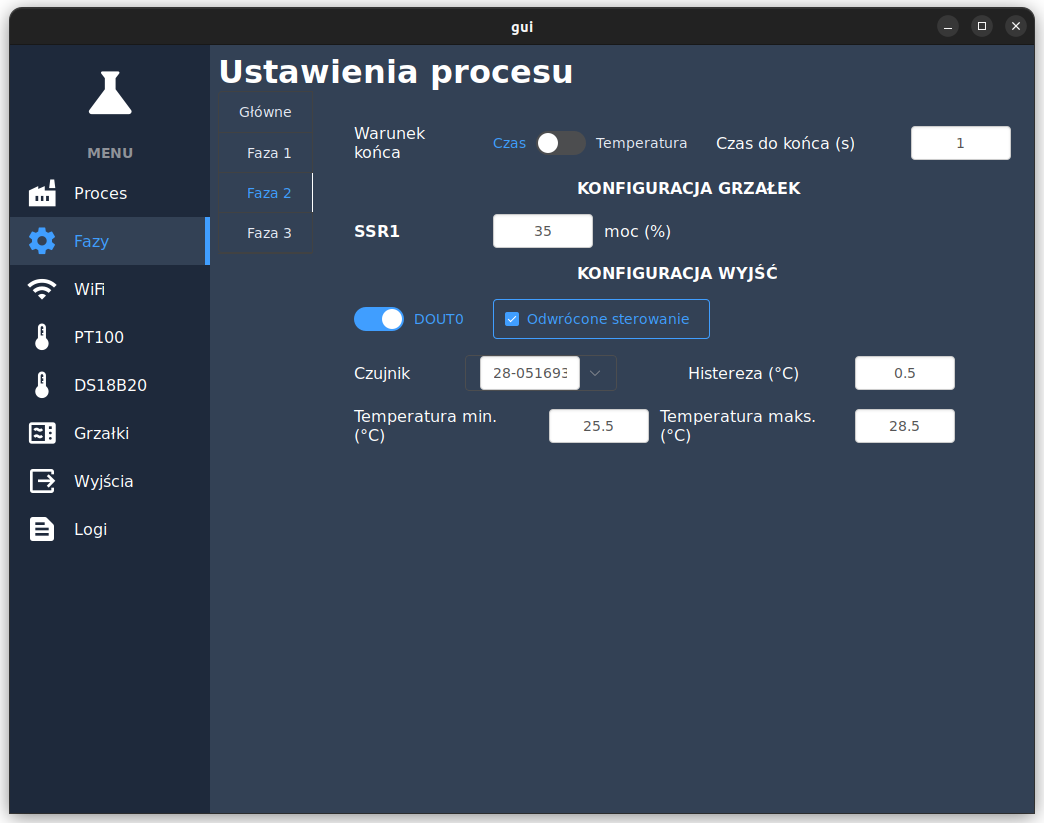 gui
MENU
Proces
Fazy
WiFi
PT100
DS18B20
Grzałki
Wyjścia
Logi
Ustawienia procesu
Główne
Faza 1
Faza 2
Faza 3
Warunek
końca
Czas Temperatura
Czas do końca (s) 1
KONFIGURACJA GRZAŁEK
SSR1 35 moc (%)
KONFIGURACJA WYJŚĆ
DOUT0 Odwrócone sterowanie
Czujnik 28-051693 Histereza (°C) 0.5
Temperatura min.
(°C) 25.5
Temperatura maks.
(°C) 28.5